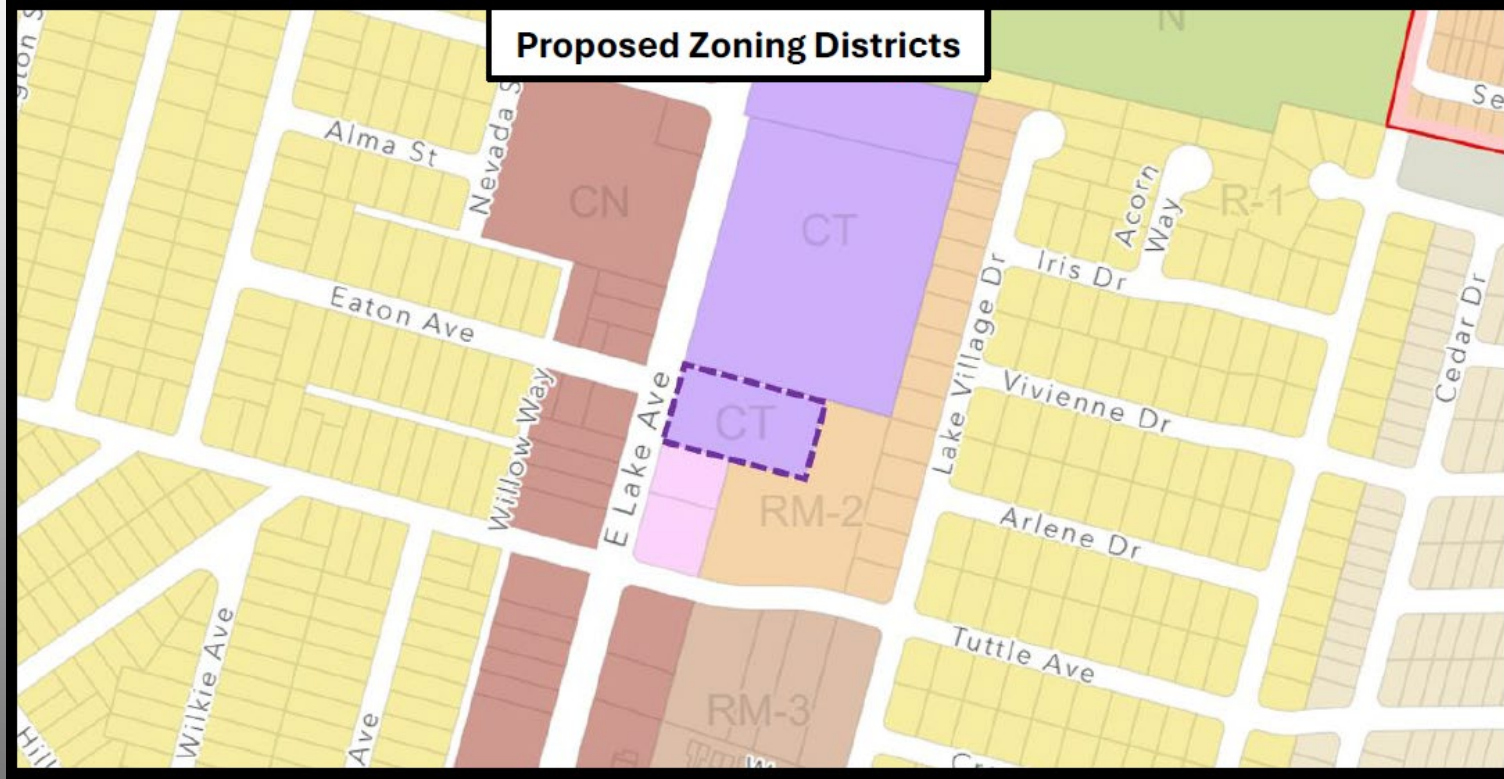 Proposed Zoning Districts
N
Alma St
Nevada S
CN
CT
Acorn
Way
R-1
Iris Dr
Eaton Ave
Lake Village Dr
Cedar Dr
Vivienne Dr
Willow Way
E Lake Ave
CT
RM-2
Arlene Dr
Tuttle Ave
Wilkie Ave
Ave
RM-3
Hill